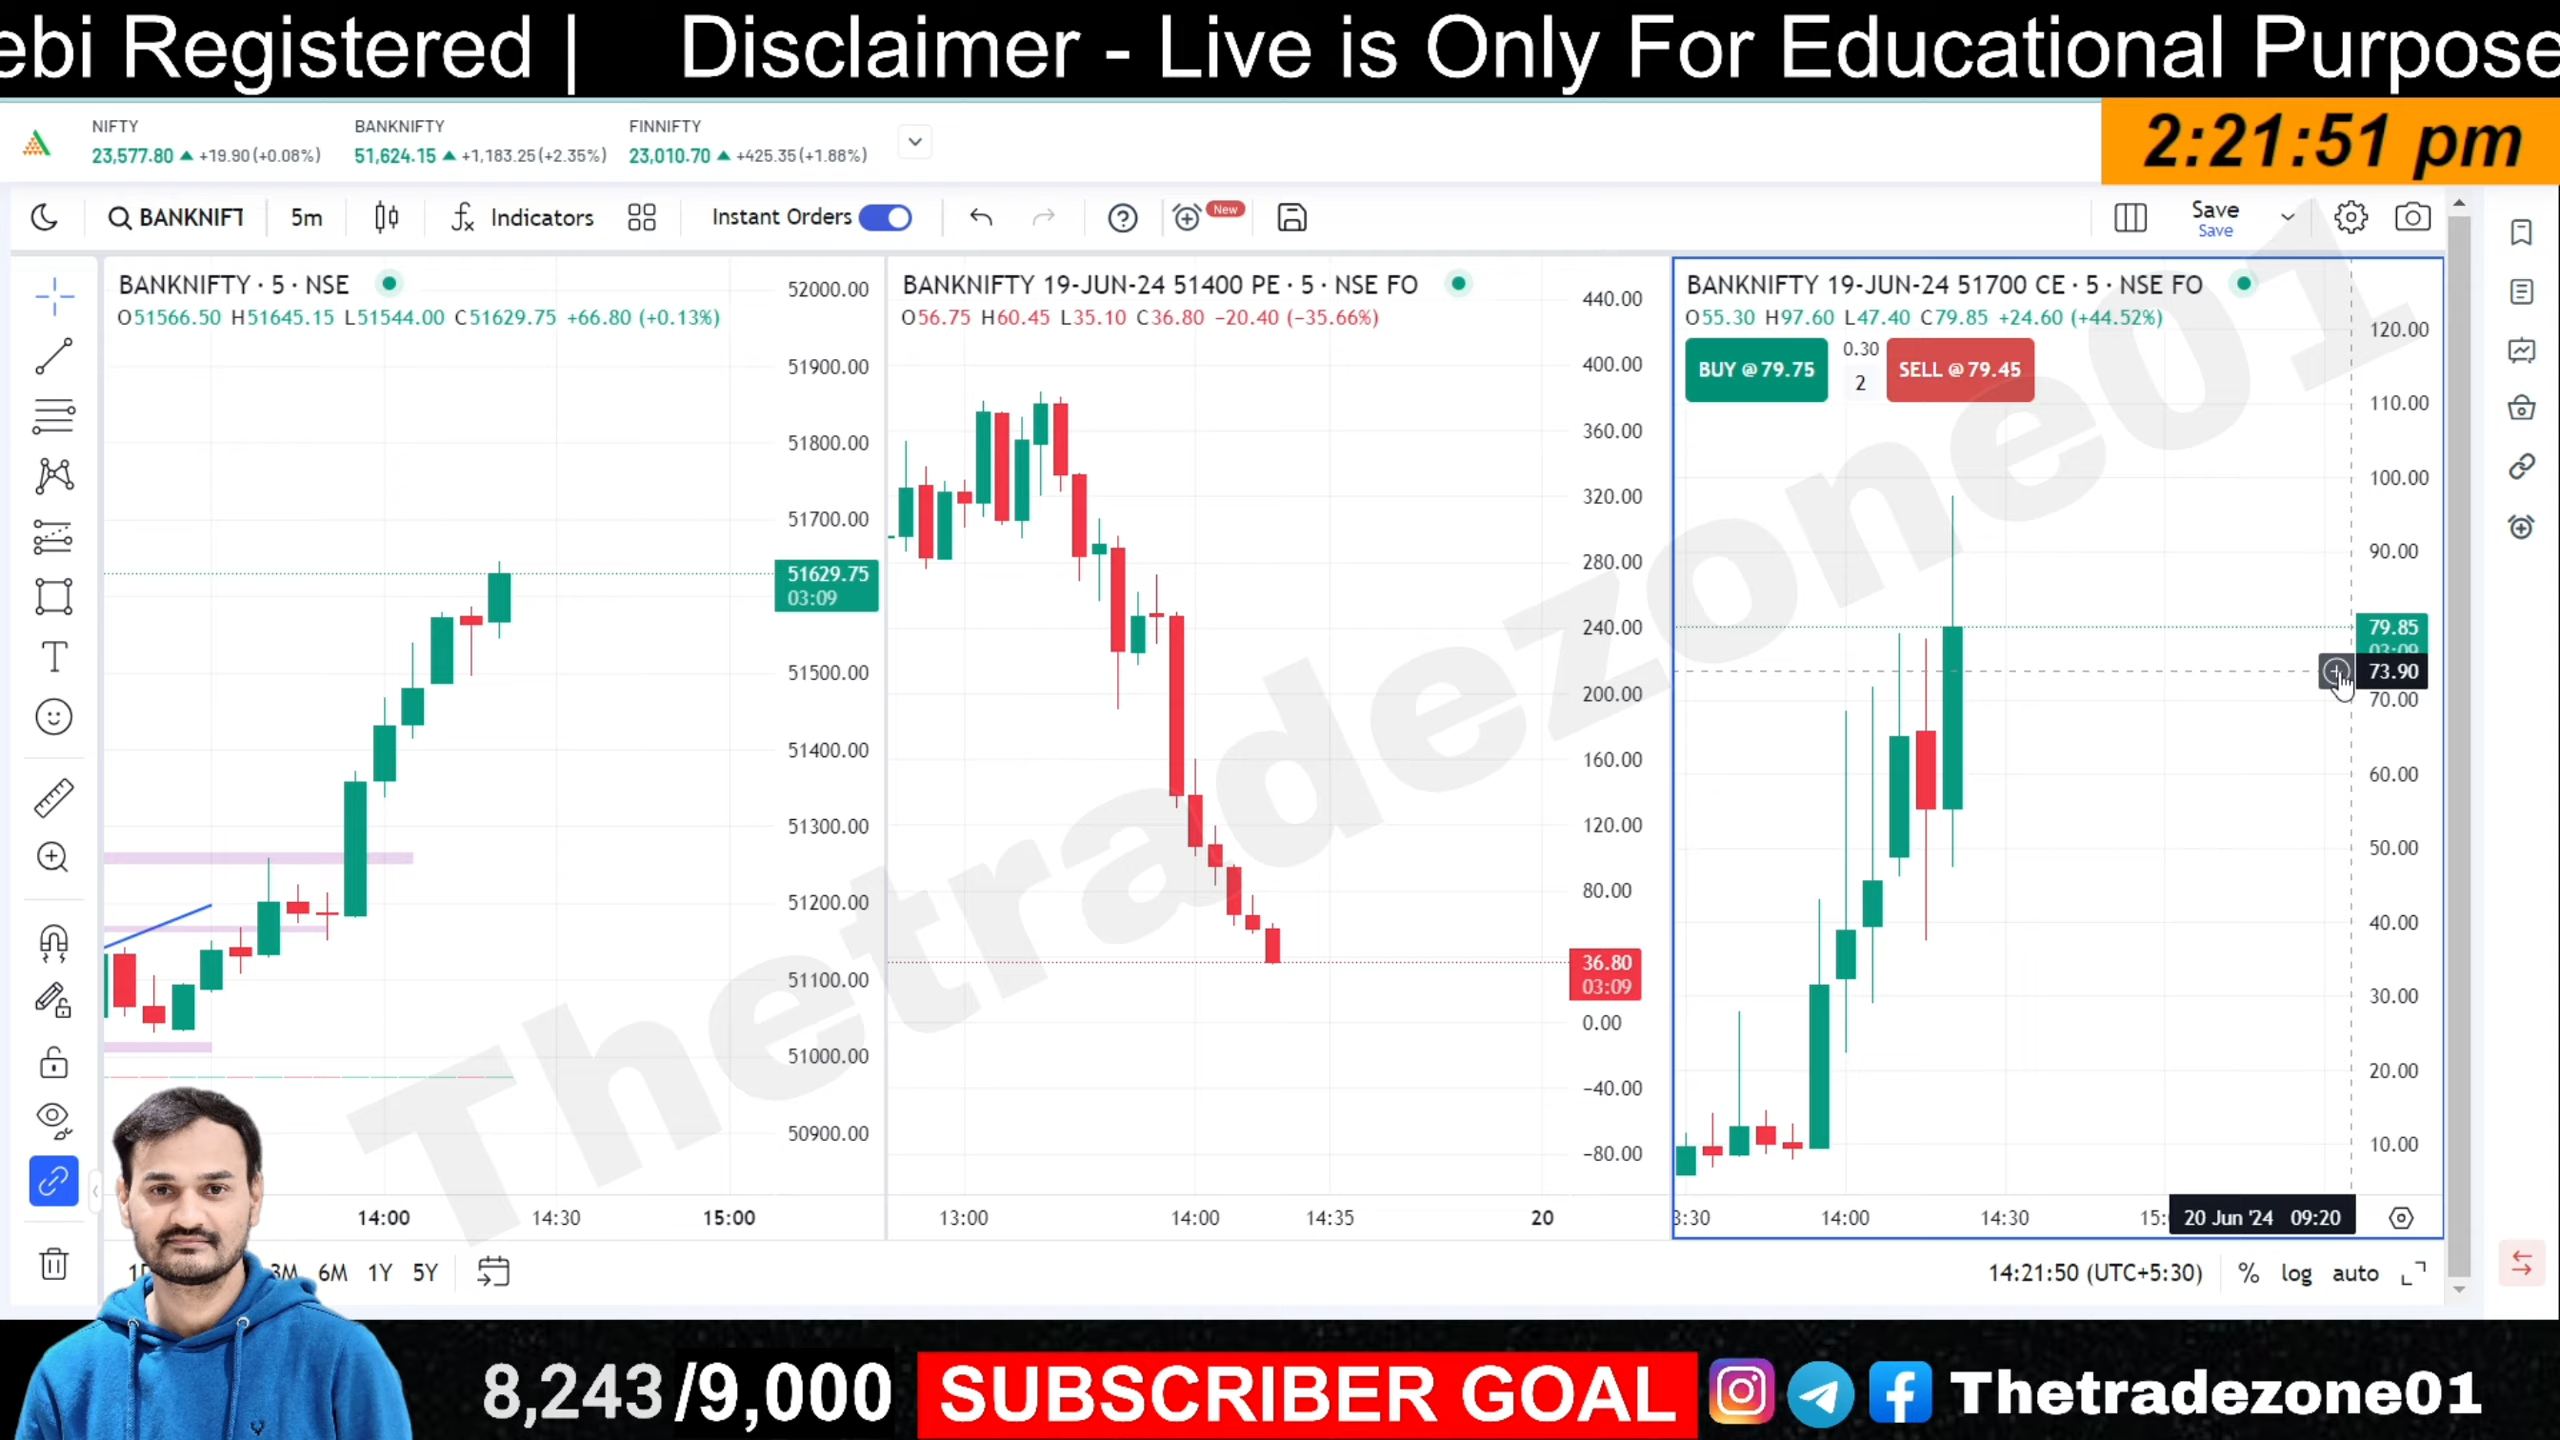 ebi Registered |     Disclaimer - Live is Only For Educational Purpose
NIFTY
23,577.80 ▲ +19.90 (+0.08%)
BANKNIFTY
51,624.15 ▲ +1,183.25 (+2.35%)
FINNIFTY
23,010.70 ▲ +425.35 (+1.88%)
2:21:51 pm
BANKNIFT
5m
Indicators
Instant Orders
New
Save
Save
BANKNIFTY · 5 · NSE
O51566.50 H51645.15 L51544.00 C51629.75 +66.80 (+0.13%)
52000.00
51900.00
51800.00
51700.00
51629.75
03:09
51500.00
51400.00
51300.00
51200.00
51100.00
51000.00
50900.00
14:00
14:30
15:00
BANKNIFTY 19-JUN-24 51400 PE · 5 · NSE FO
O56.75 H60.45 L35.10 C36.80 −20.40 (−35.66%)
440.00
400.00
360.00
320.00
280.00
240.00
200.00
160.00
120.00
80.00
36.80
03:09
0.00
−40.00
−80.00
13:00
14:00
14:35
20
BANKNIFTY 19-JUN-24 51700 CE · 5 · NSE FO
O55.30 H97.60 L47.40 C79.85 +24.60 (+44.52%)
BUY @ 79.75
0.30
2
SELL @ 79.45
120.00
110.00
100.00
90.00
79.85
03:09
73.90
70.00
60.00
50.00
40.00
30.00
20.00
10.00
3:30
14:00
14:30
15:
20 Jun '24 09:20
Thetradezone01
3M
6M
1Y
5Y
14:21:50 (UTC+5:30)
%
log
auto
8,243/9,000
SUBSCRIBER GOAL
Thetradezone01